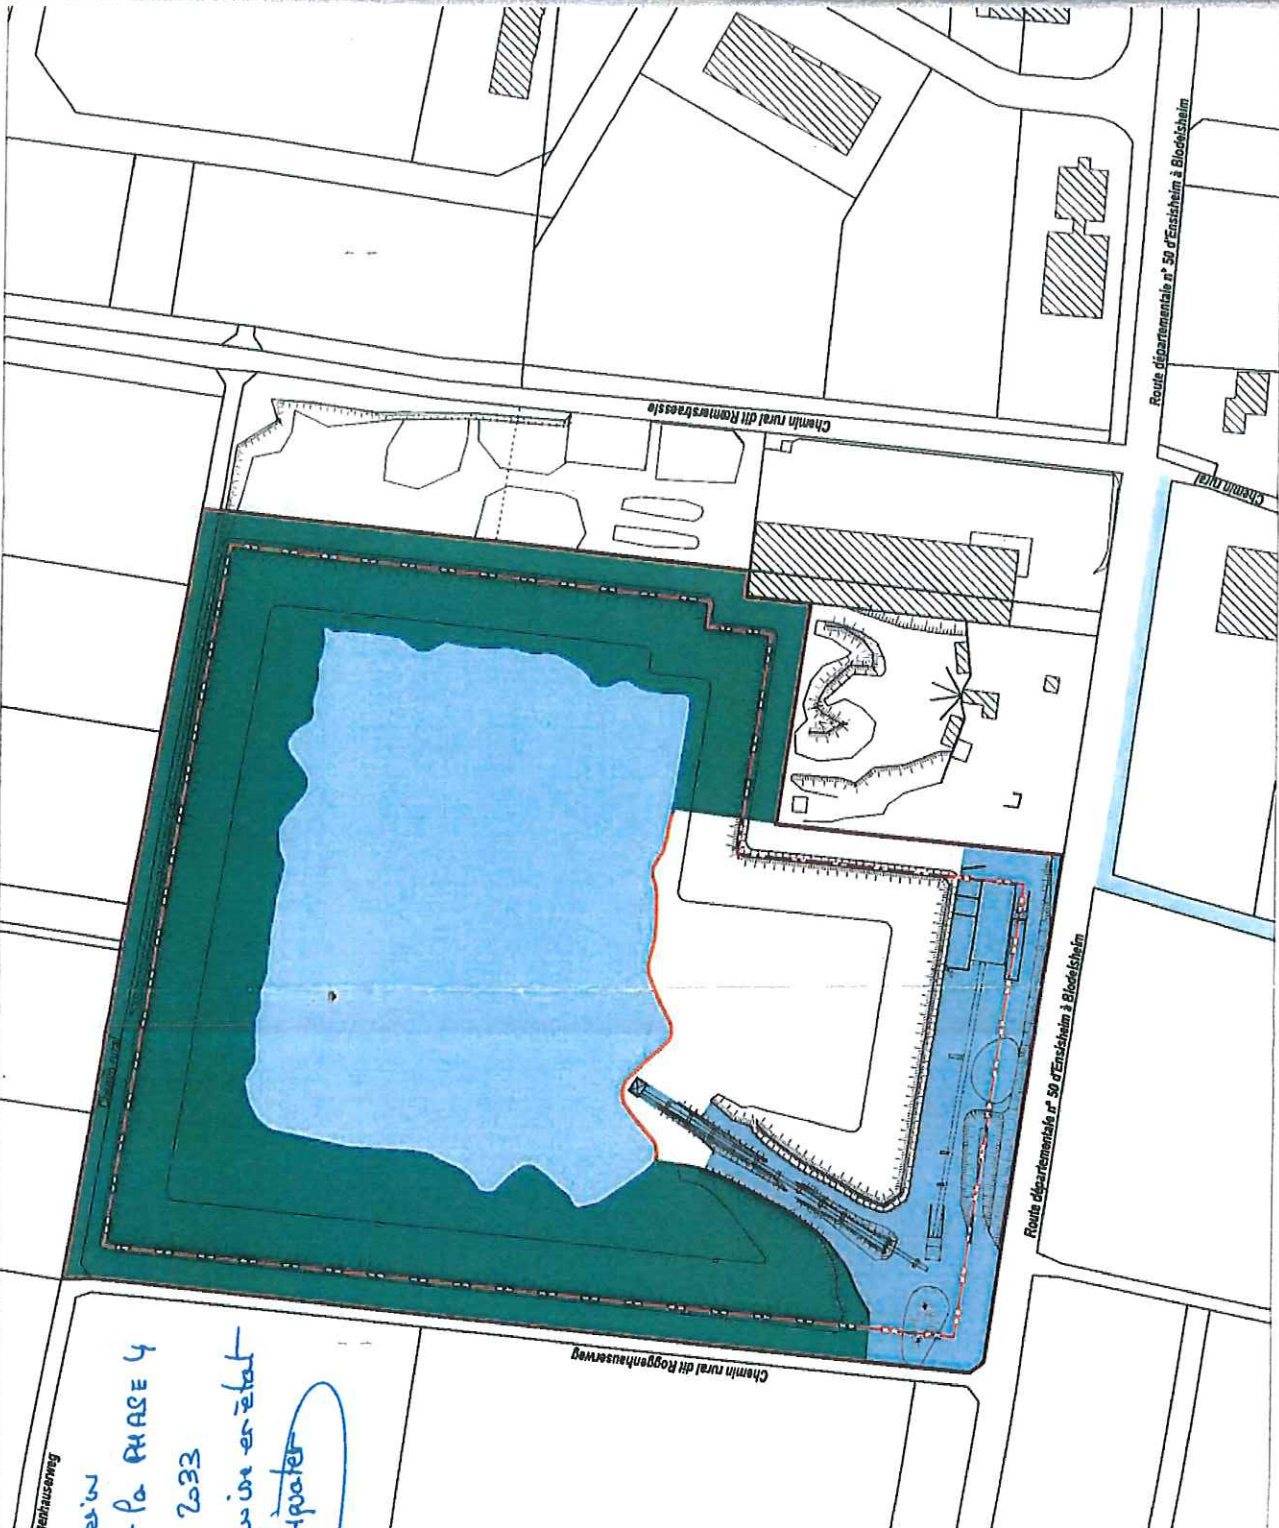 Route départementale n° 50 d'Ensisheim à Blodelsheim
Chemin rural dit Rœmerstraessle
Chemin rural
Chemin rural
Route départementale n° 50 d'Ensisheim à Blodelsheim
Chemin rural dit Roggenhauserweg
enhauserweg
la PHASE 4
2033
en état